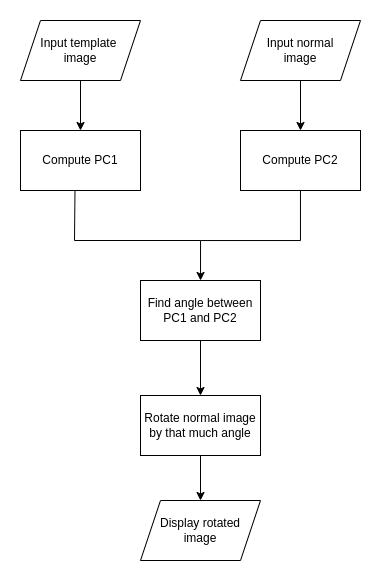 Input template
image
Input normal
image
Compute PC1
Compute PC2
Find angle between
PC1 and PC2
Rotate normal image
by that much angle
Display rotated
image